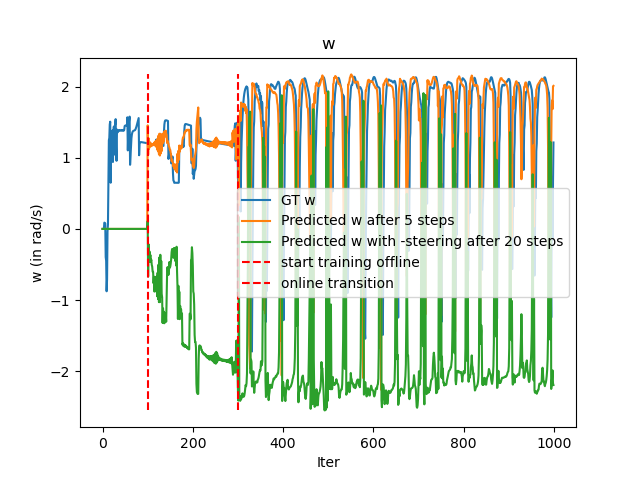 w
w (in rad/s)
2
1
0
−1
−2
GT w
Predicted w after 5 steps
Predicted w with -steering after 20 steps
start training offline
online transition
0 200 400 600 800 1000
Iter